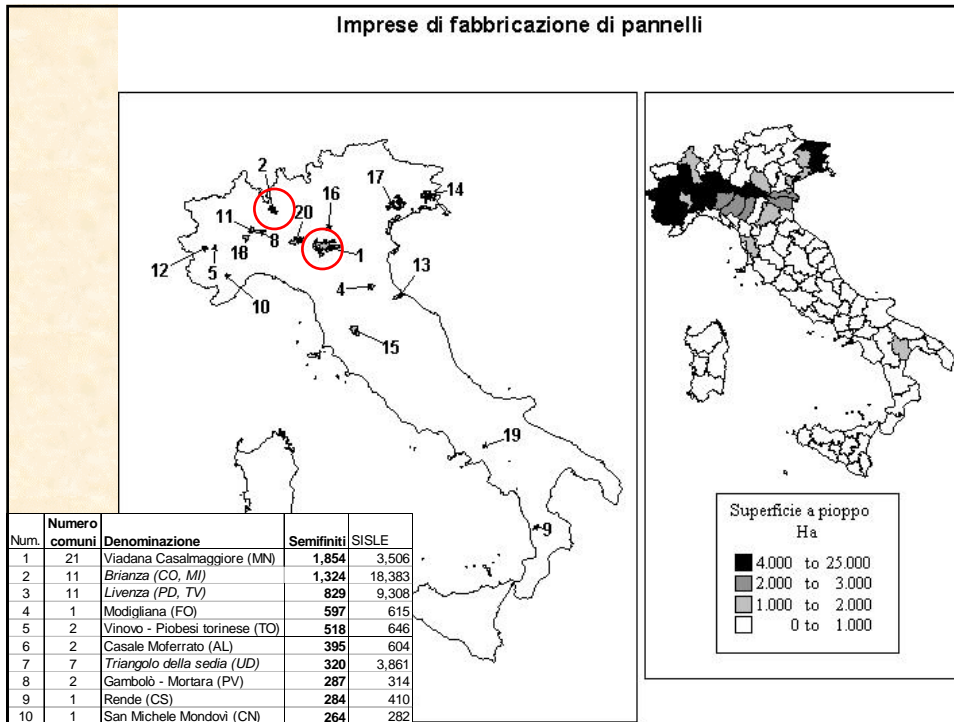 Imprese di fabbricazione di pannelli
2
17
14
16
11
20
8
18
1
12
5
13
4
10
15
19
9
Superficie a pioppo
Ha
4.000 to 25.000
2.000 to 3.000
1.000 to 2.000
0 to 1.000
Num. Numero comuni Denominazione Semifiniti SISLE
1 21 Viadana Casalmaggiore (MN) 1,854 3,506
2 11 Brianza (CO, MI) 1,324 18,383
3 11 Livenza (PD, TV) 829 9,308
4 1 Modigliana (FO) 597 615
5 2 Vinovo - Piobesi torinese (TO) 518 646
6 2 Casale Moferrato (AL) 395 604
7 7 Triangolo della sedia (UD) 320 3,861
8 2 Gambolò - Mortara (PV) 287 314
9 1 Rende (CS) 284 410
10 1 San Michele Mondovì (CN) 264 282